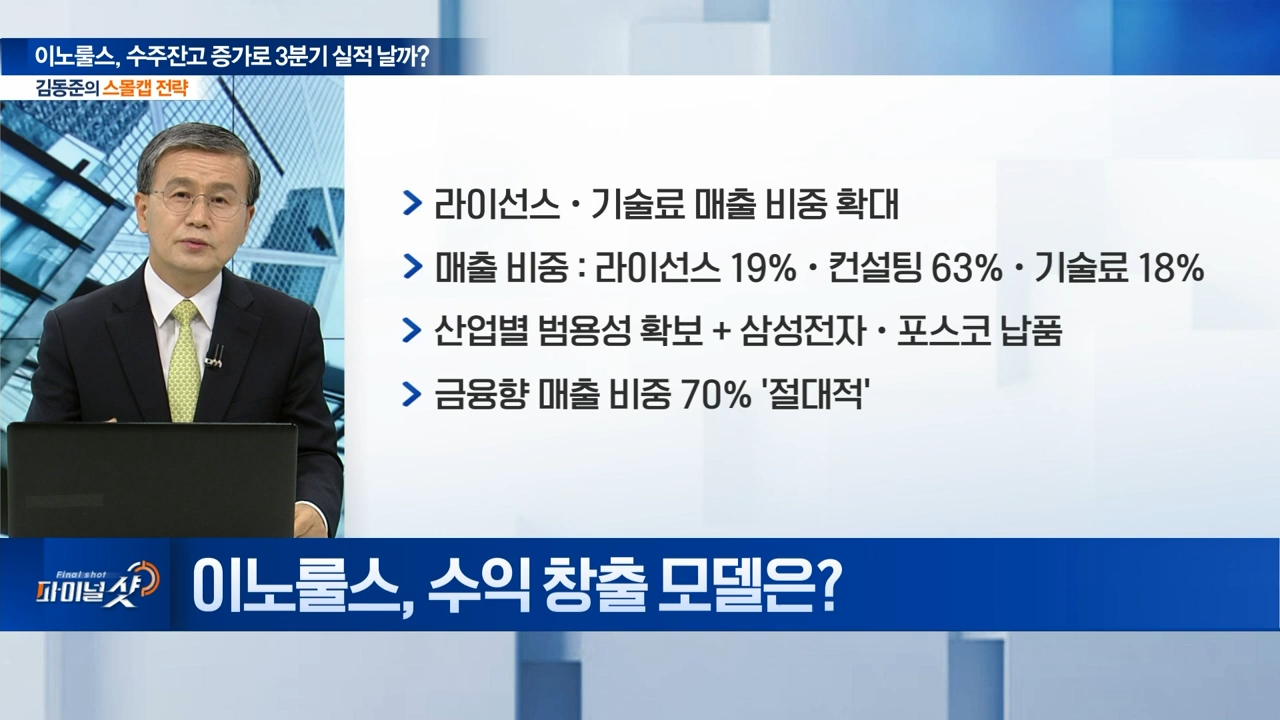 이노룰스, 수주잔고 증가로 3분기 실적 날까?
김동준의 스몰캡 전략
라이선스·기술료 매출 비중 확대
매출 비중 : 라이선스 19%·컨설팅 63%·기술료 18%
산업별 범용성 확보 + 삼성전자·포스코 납품
금융향 매출 비중 70% '절대적'
Final shot
파이널샷
이노룰스, 수익 창출 모델은?